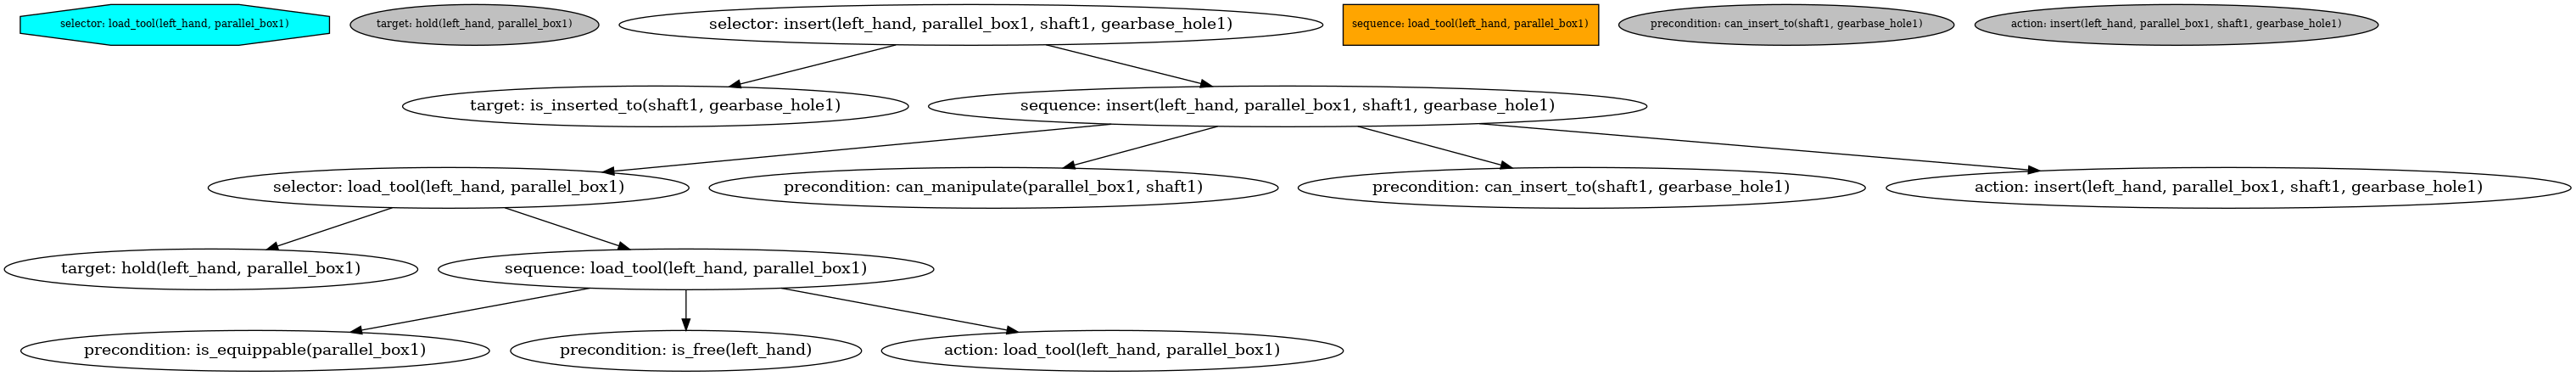 selector: load_tool(left_hand, parallel_box1)
target: hold(left_hand, parallel_box1)
selector: insert(left_hand, parallel_box1, shaft1, gearbase_hole1)
sequence: load_tool(left_hand, parallel_box1)
precondition: can_insert_to(shaft1, gearbase_hole1)
action: insert(left_hand, parallel_box1, shaft1, gearbase_hole1)
target: is_inserted_to(shaft1, gearbase_hole1)
sequence: insert(left_hand, parallel_box1, shaft1, gearbase_hole1)
selector: load_tool(left_hand, parallel_box1)
precondition: can_manipulate(parallel_box1, shaft1)
precondition: can_insert_to(shaft1, gearbase_hole1)
action: insert(left_hand, parallel_box1, shaft1, gearbase_hole1)
target: hold(left_hand, parallel_box1)
sequence: load_tool(left_hand, parallel_box1)
precondition: is_equippable(parallel_box1)
precondition: is_free(left_hand)
action: load_tool(left_hand, parallel_box1)